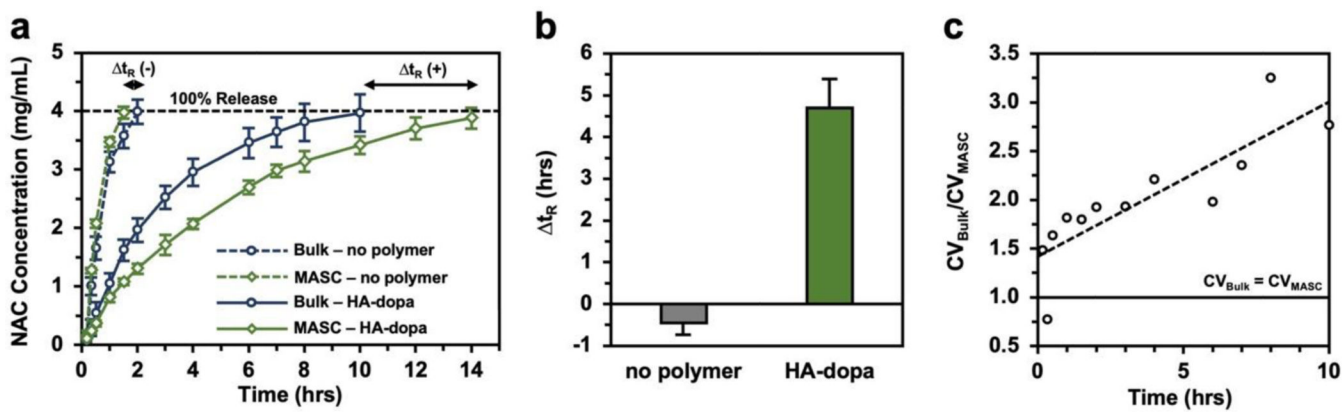 a
NAC Concentration (mg/mL)
5
4
3
2
1
0
Δt_R (-)
Δt_R (+)
100% Release
Bulk – no polymer
MASC – no polymer
Bulk – HA-dopa
MASC – HA-dopa
0 2 4 6 8 10 12 14
Time (hrs)
b
Δt_R (hrs)
6
5
4
3
2
1
0
-1
no polymer HA-dopa
c
CV_Bulk/CV_MASC
3.5
3.0
2.5
2.0
1.5
1.0
0.5
CV_Bulk = CV_MASC
0 5 10
Time (hrs)